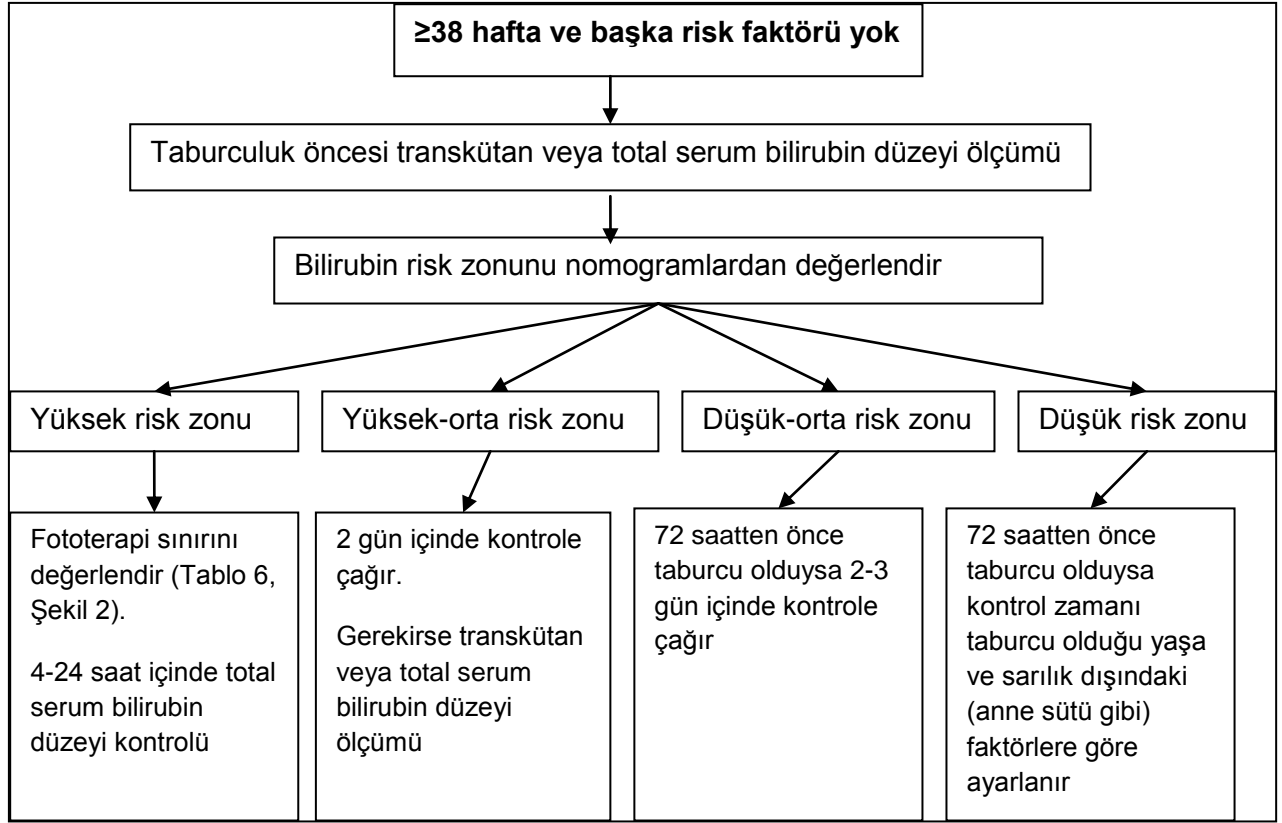 ≥38 hafta ve başka risk faktörü yok
Taburculuk öncesi transkütan veya total serum bilirubin düzeyi ölçümü
Bilirubin risk zonunu nomogramlardan değerlendir
Yüksek risk zonu
Yüksek-orta risk zonu
Düşük-orta risk zonu
Düşük risk zonu
Fototerapi sınırını
değerlendir (Tablo 6,
Şekil 2).
4-24 saat içinde total
serum bilirubin
düzeyi kontrolü
2 gün içinde kontrole
çağır.
Gerekirse transkütan
veya total serum
bilirubin düzeyi
ölçümü
72 saatten önce
taburcu olduysa 2-3
gün içinde kontrole
çağır
72 saatten önce
taburcu olduysa
kontrol zamanı
taburcu olduğu yaşa
ve sarılık dışındaki
(anne sütü gibi)
faktörlere göre
ayarlanır